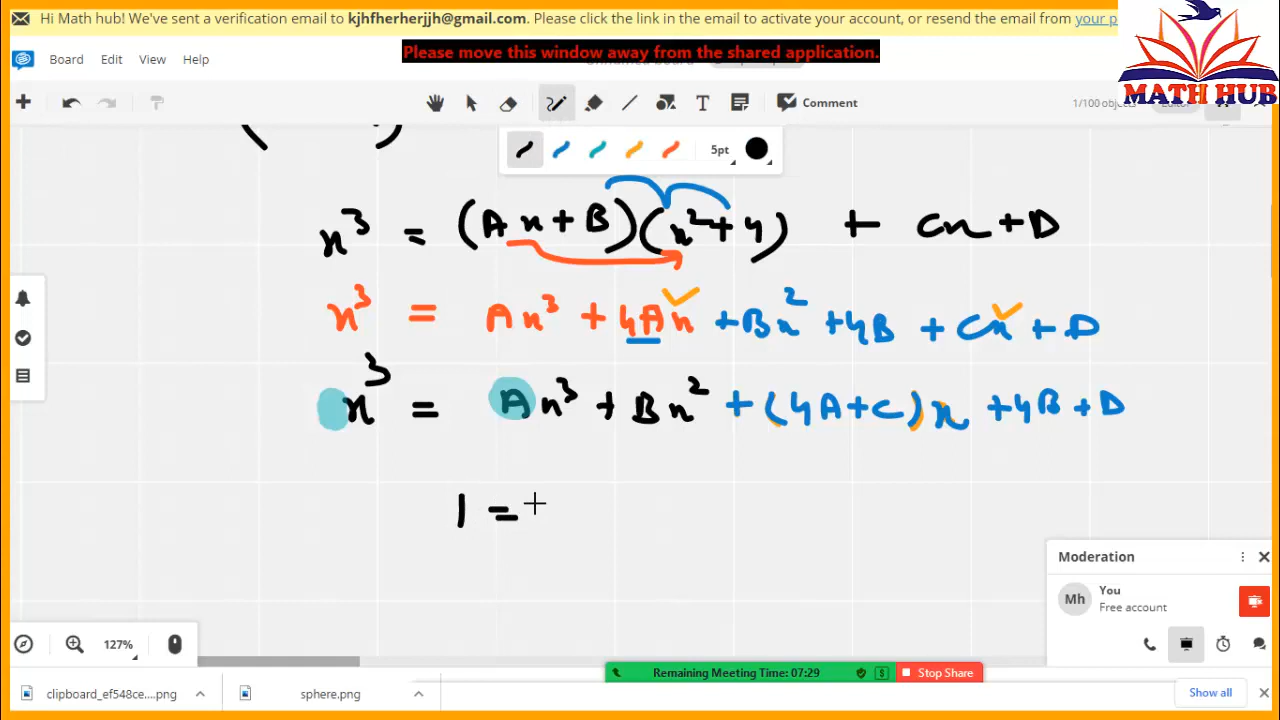 Hi Math hub! We've sent a verification email to kjhfherherjjh@gmail.com. Please click the link in the email to activate your account, or resend the email from your p
Please move this window away from the shared application.
Board Edit View Help
MATH HUB
Comment
1/100 objects
5pt
x³ = (Ax+B)(x²+4) + Cx+D
x³ = Ax³ + 4Ax + Bx² + 4B + Cx + D
x³ = Ax³ + Bx² + (4A+C)x + 4B + D
1 =
Moderation
Mh You
Free account
127%
Remaining Meeting Time: 07:29 Stop Share
clipboard_ef548ce....png sphere.png Show all